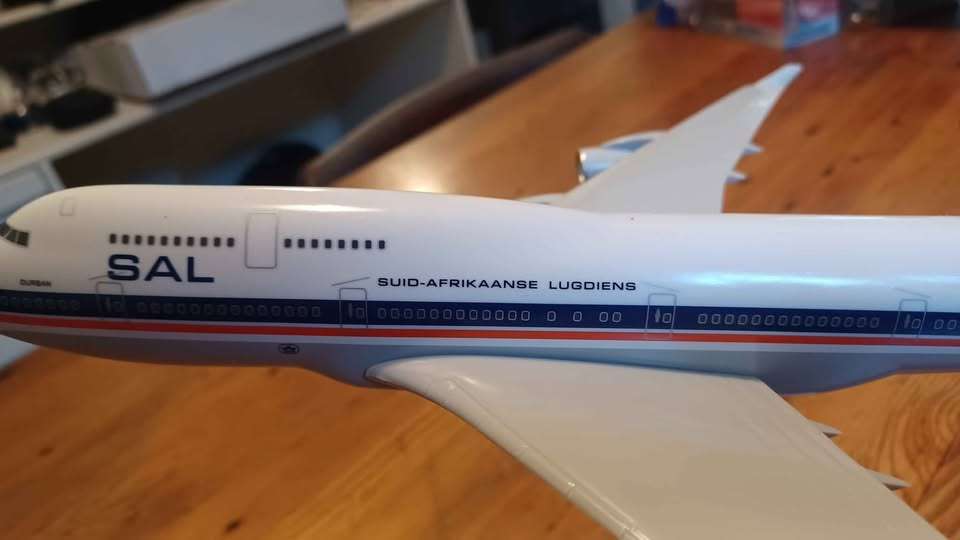 SAL
DURBAN
SUID-AFRIKAANSE LUGDIENS